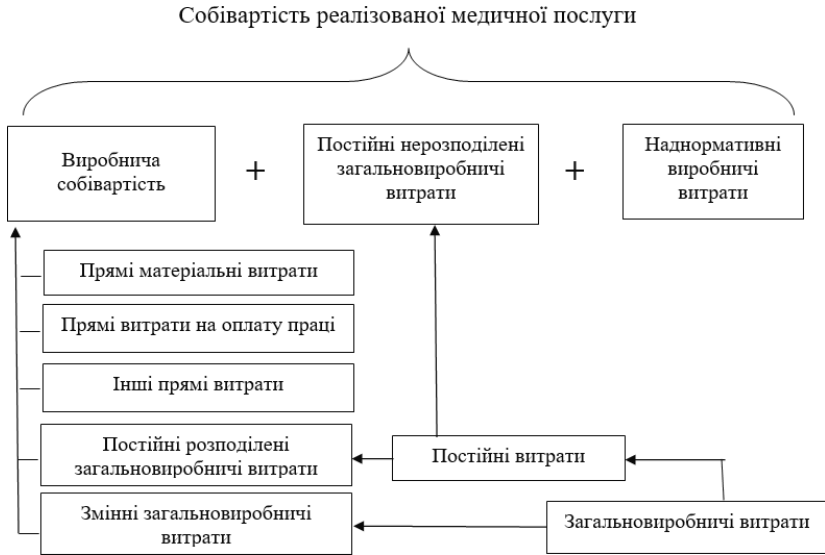 Собівартість реалізованої медичної послуги
Виробнича
собівартість
+
Постійні нерозподілені
загальновиробничі
витрати
+
Наднормативні
виробничі
витрати
Прямі матеріальні витрати
Прямі витрати на оплату праці
Інші прямі витрати
Постійні розподілені
загальновиробничі витрати
Постійні витрати
Змінні загальновиробничі
витрати
Загальновиробничі витрати